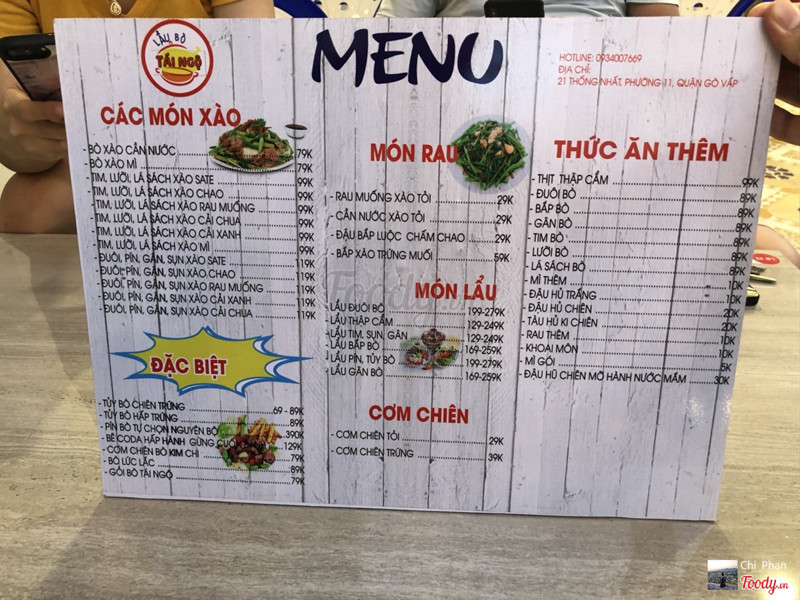 LẨU BÒ
TÁI NGỘ
MENU
HOTLINE: 0934007669
ĐỊA CHỈ:
21 THỐNG NHẤT, PHƯỜNG 11, QUẬN GÒ VẤP
CÁC MÓN XÀO
- BÒ XÀO CẦN NƯỚC 79K
- BÒ XÀO MÌ 79K
- TIM, LƯỠI, LÁ SÁCH XÀO SATE 99K
- TIM, LƯỠI, LÁ SÁCH XÀO CHAO 99K
- TIM, LƯỠI, LÁ SÁCH XÀO RAU MUỐNG 99K
- TIM, LƯỠI, LÁ SÁCH XÀO CẢI CHUA 99K
- TIM, LƯỠI, LÁ SÁCH XÀO CẢI XANH 99K
- TIM, LƯỠI, LÁ SÁCH XÀO MÌ 99K
- ĐUÔI, PÍN, GÂN, SỤN XÀO SATE 119K
- ĐUÔI, PÍN, GÂN, SỤN XÀO CHAO 119K
- ĐUÔI, PÍN, GÂN, SỤN XÀO RAU MUỐNG 119K
- ĐUÔI, PÍN, GÂN, SỤN XÀO CẢI XANH 119K
- ĐUÔI, PÍN, GÂN, SỤN XÀO CẢI CHUA 119K
ĐẶC BIỆT
- TỦY BÒ CHIÊN TRỨNG 69 - 89K
- TỦY BÒ HẤP TRỨNG 89K
- PÍN BÒ TỰ CHỌN NGUYÊN BỘ 390K
- BÊ CODA HẤP HÀNH GỪNG CUỐN 129K
- CƠM CHIÊN BÒ KIM CHI 79K
- BÒ LÚC LẮC 89K
- GỎI BÒ TÁI NGỘ 79K
MÓN RAU
- RAU MUỐNG XÀO TỎI 29K
- CẦN NƯỚC XÀO TỎI 29K
- ĐẬU BẮP LUỘC CHẤM CHAO 29K
- BẮP XÀO TRỨNG MUỐI 59K
Foody.vn
MÓN LẨU
- LẨU ĐUÔI BÒ 199-279K
- LẨU THẬP CẨM 129-249K
- LẨU TIM, SỤN, GÂN 129-249K
- LẨU BẮP BÒ 169-259K
- LẨU PÍN, TỦY BÒ 199-279K
- LẨU GÂN BÒ 169-259K
CƠM CHIÊN
- CƠM CHIÊN TỎI 29K
- CƠM CHIÊN TRỨNG 39K
THỨC ĂN THÊM
- THỊT THẬP CẨM 99K
- ĐUÔI BÒ 89K
- BẮP BÒ 89K
- GÂN BÒ 89K
- TIM BÒ 89K
- LƯỠI BÒ 89K
- LÁ SÁCH BÒ 89K
- MÌ THÊM 10K
- ĐẬU HỦ TRẮNG 10K
- ĐẬU HỦ CHIÊN 20K
- TÀU HỦ KI CHIÊN 20K
- RAU THÊM 10K
- KHOAI MÔN 10K
- MÌ GÓI 5K
- ĐẬU HŨ CHIÊN MỠ HÀNH NƯỚC MẮM 30K
Chi Phan
Foody.vn